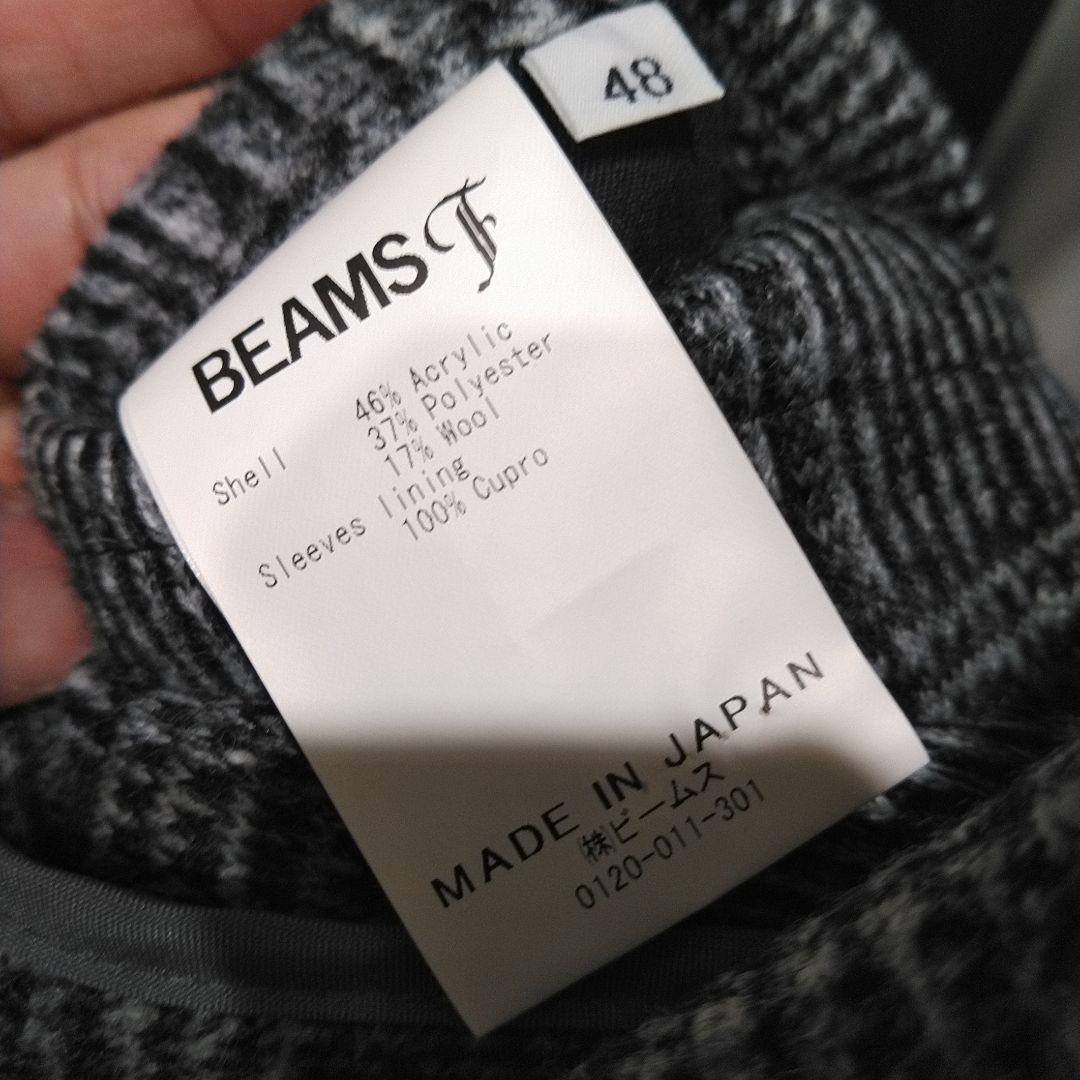 48
BEAMS F
Shell 46% Acrylic
37% Polyester
17% Wool
Sleeves lining
100% Cupro
MADE IN JAPAN
㈱ビームス
0120-011-301